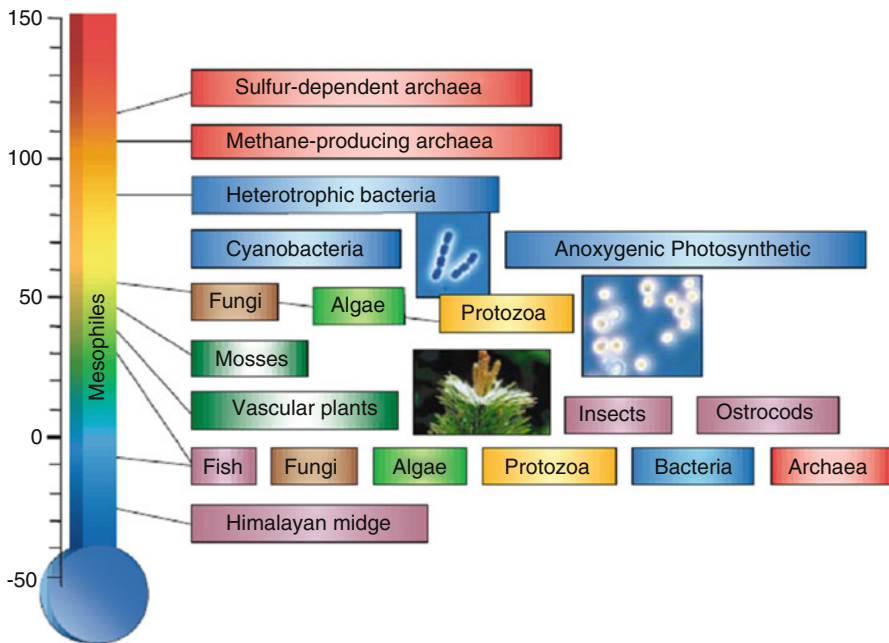 150
Sulfur-dependent archaea
Methane-producing archaea
100
Heterotrophic bacteria
Cyanobacteria
Anoxygenic Photosynthetic
50
Fungi
Algae
Protozoa
Mesophiles
Mosses
Vascular plants
Insects
Ostrocods
0
Fish
Fungi
Algae
Protozoa
Bacteria
Archaea
Himalayan midge
-50